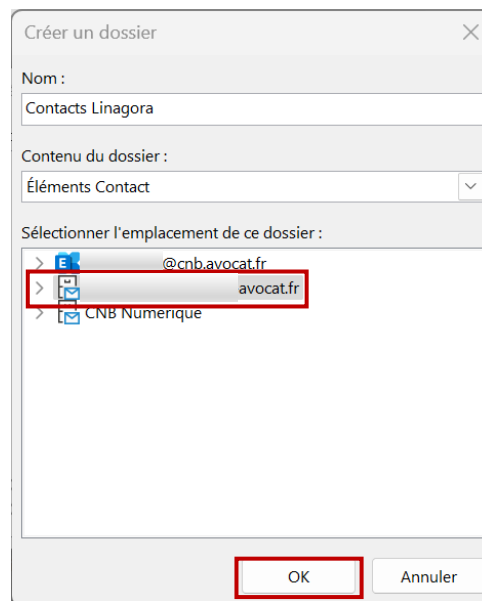 Créer un dossier
Nom :
Contacts Linagora
Contenu du dossier :
Éléments Contact
Sélectionner l'emplacement de ce dossier :
@cnb.avocat.fr
avocat.fr
CNB Numérique
OK
Annuler